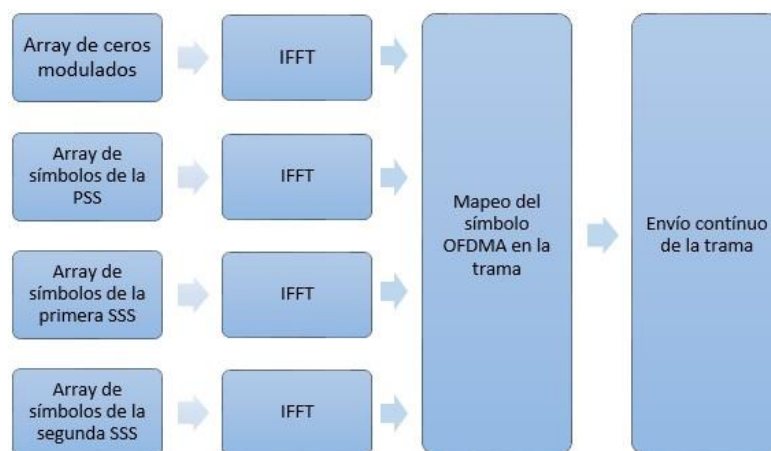 Array de ceros
modulados
IFFT
Array de
símbolos de la
PSS
IFFT
Array de
símbolos de la
primera SSS
IFFT
Array de
símbolos de la
segunda SSS
IFFT
Mapeo del
símbolo
OFDMA en la
trama
Envío contínuo
de la trama